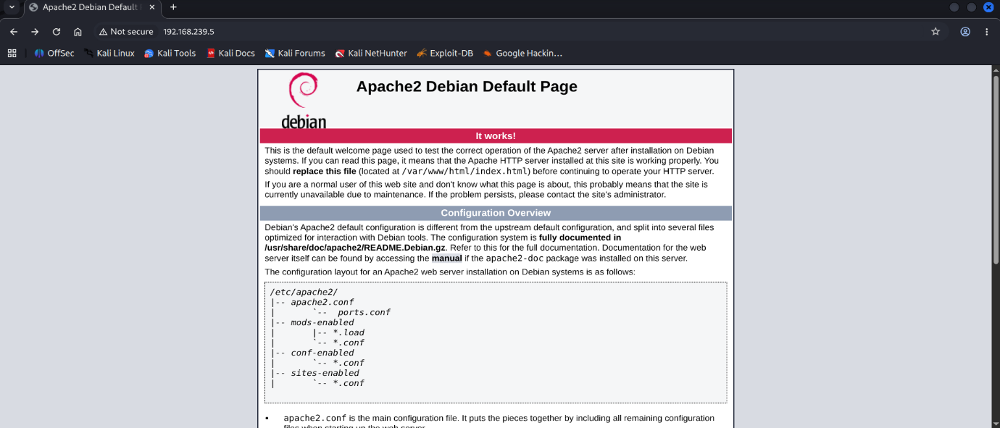 Apache2 Debian Default
Not secure
192.168.239.5
OffSec
Kali Linux
Kali Tools
Kali Docs
Kali Forums
Kali NetHunter
Exploit-DB
Google Hackin...
debian
Apache2 Debian Default Page
It works!
This is the default welcome page used to test the correct operation of the Apache2 server after installation on Debian
systems. If you can read this page, it means that the Apache HTTP server installed at this site is working properly. You
should replace this file (located at /var/www/html/index.html) before continuing to operate your HTTP server.
If you are a normal user of this web site and don't know what this page is about, this probably means that the site is
currently unavailable due to maintenance. If the problem persists, please contact the site's administrator.
Configuration Overview
Debian's Apache2 default configuration is different from the upstream default configuration, and split into several files
optimized for interaction with Debian tools. The configuration system is fully documented in
/usr/share/doc/apache2/README.Debian.gz. Refer to this for the full documentation. Documentation for the web
server itself can be found by accessing the manual if the apache2-doc package was installed on this server.
The configuration layout for an Apache2 web server installation on Debian systems is as follows:
/etc/apache2/
|-- apache2.conf
|       `--  ports.conf
|-- mods-enabled
|       |-- *.load
|       `-- *.conf
|-- conf-enabled
|       `-- *.conf
|-- sites-enabled
|       `-- *.conf
• apache2.conf is the main configuration file. It puts the pieces together by including all remaining configuration
files when starting up the web server.